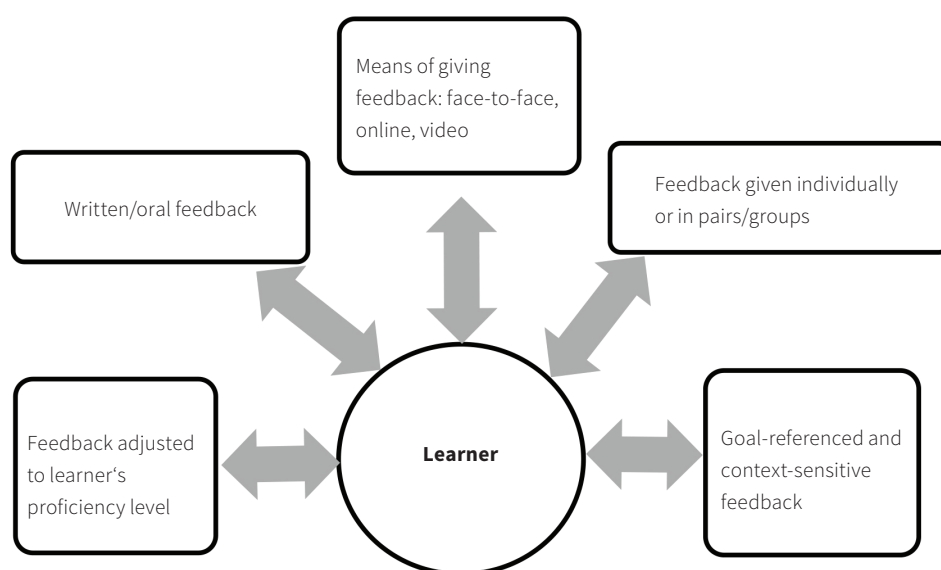 Means of giving
feedback: face-to-face,
online, video
Written/oral feedback
Feedback given individually
or in pairs/groups
Feedback adjusted
to learner‘s
proficiency level
Learner
Goal-referenced and
context-sensitive
feedback